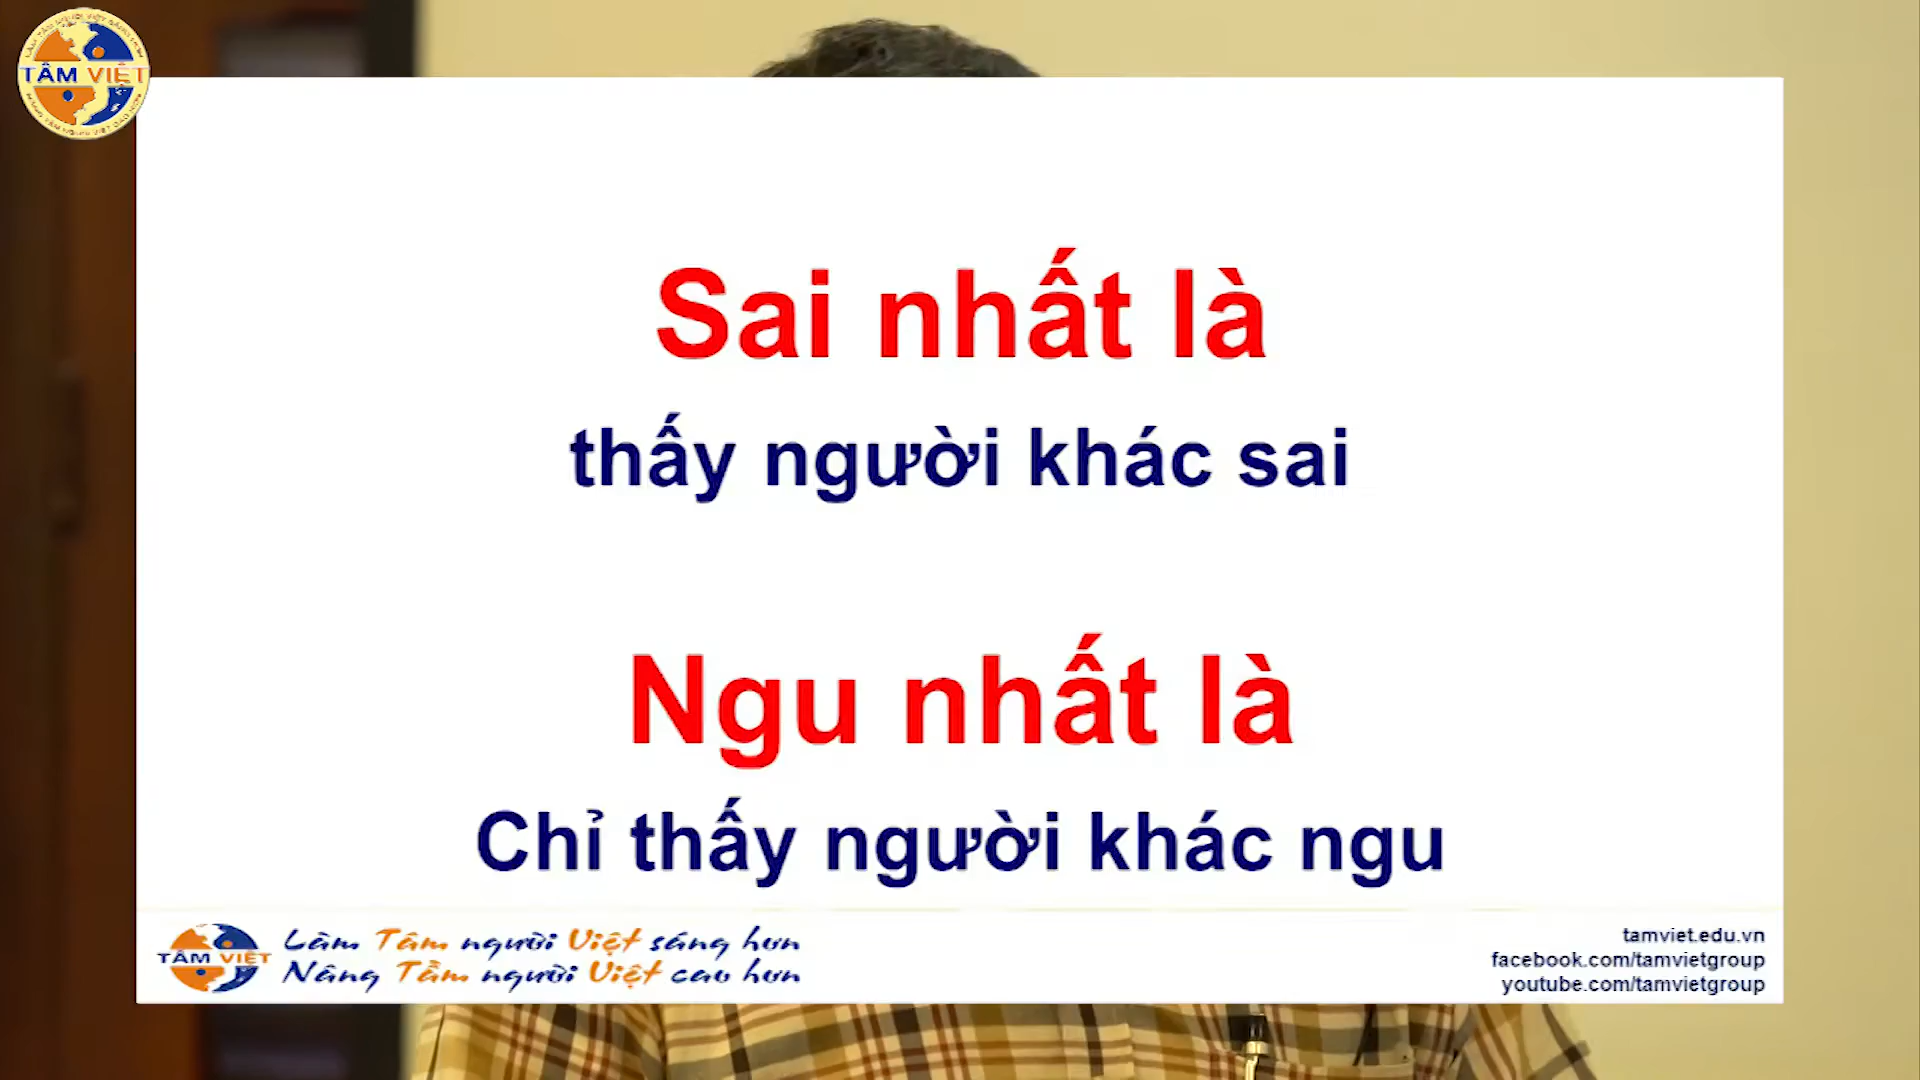 TÂM VIỆT
Sai nhất là
thấy người khác sai
Ngu nhất là
Chỉ thấy người khác ngu
TÂM VIỆT
Làm Tâm người Việt sáng hơn
Nâng Tầm người Việt cao hơn
tamviet.edu.vn
facebook.com/tamvietgroup
youtube.com/tamvietgroup